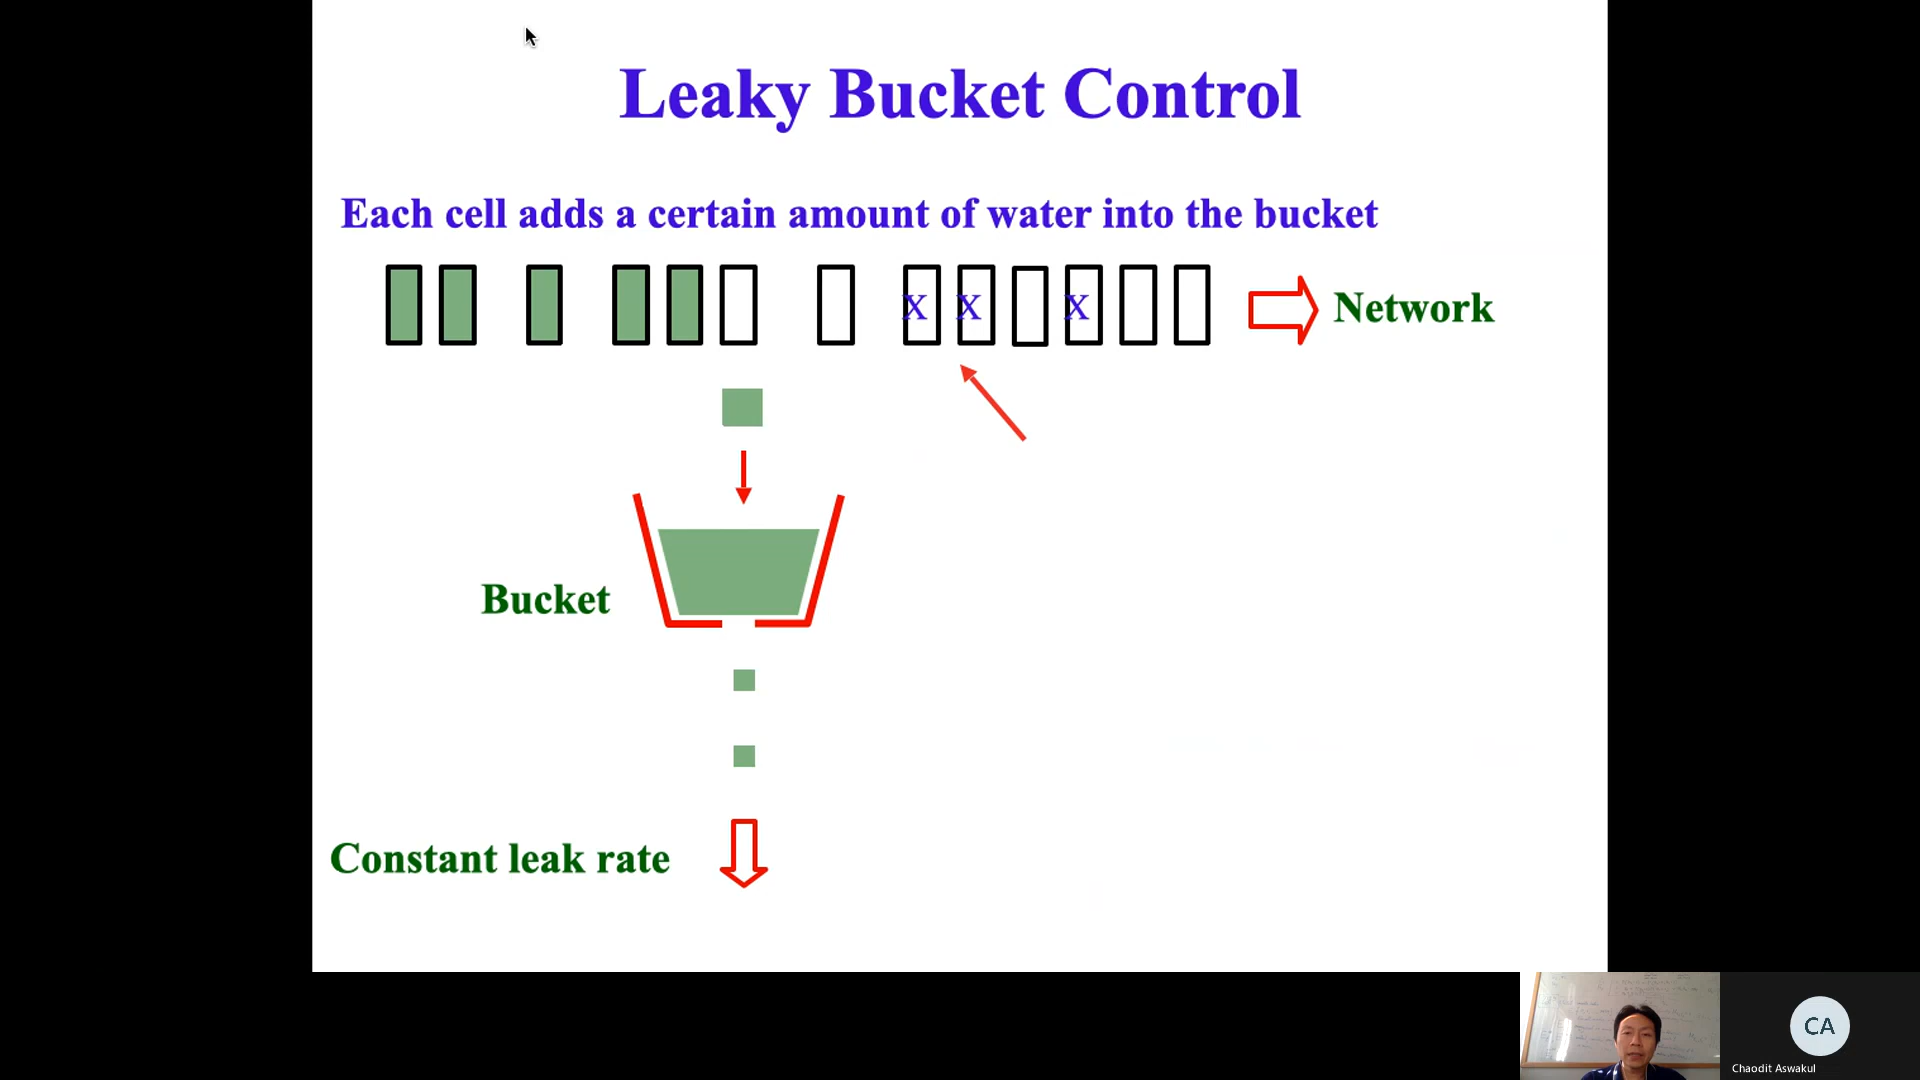 Leaky Bucket Control
Each cell adds a certain amount of water into the bucket
X X X
Network
Bucket
Constant leak rate
CA
Chaodit Aswakul